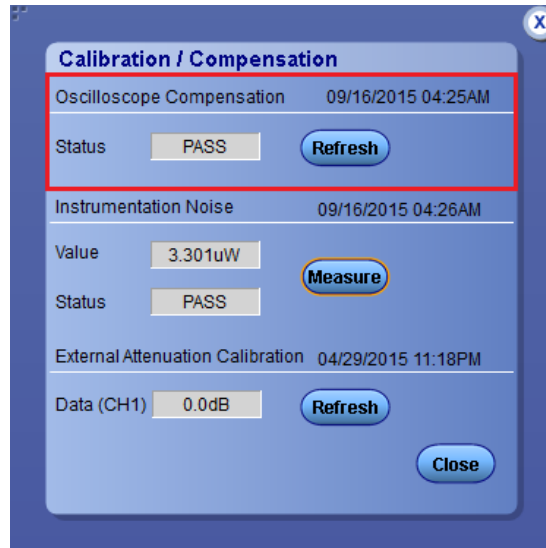 X
Calibration / Compensation
Oscilloscope Compensation 09/16/2015 04:25AM
Status PASS Refresh
Instrumentation Noise 09/16/2015 04:26AM
Value 3.301uW
Measure
Status PASS
External Attenuation Calibration 04/29/2015 11:18PM
Data (CH1) 0.0dB Refresh
Close